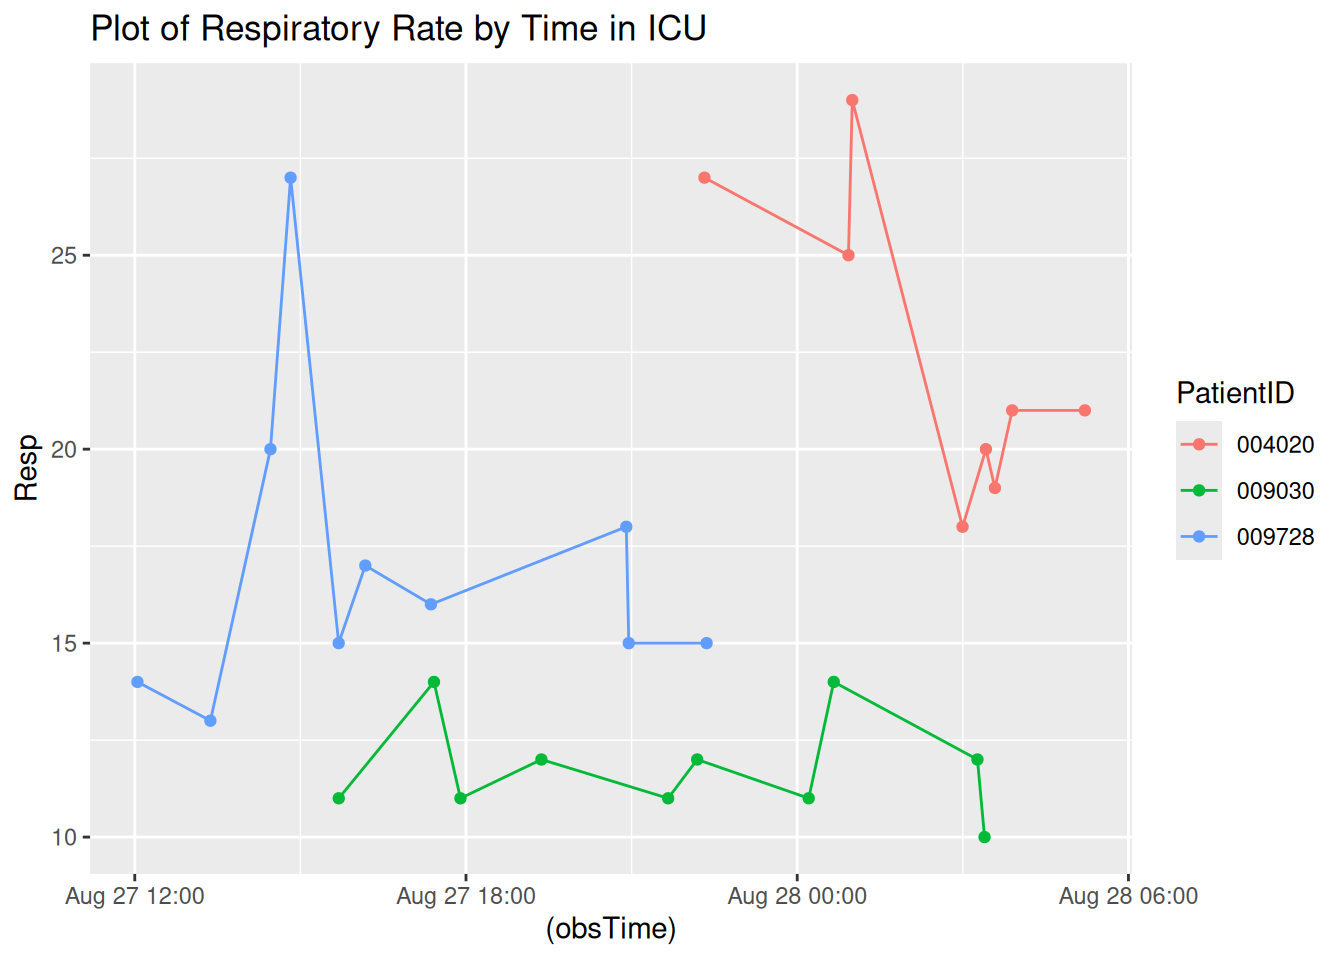 Plot of Respiratory Rate by Time in ICU
Resp
25
20
15
10
Aug 27 12:00
Aug 27 18:00
Aug 28 00:00
Aug 28 06:00
(obsTime)
PatientID
004020
009030
009728